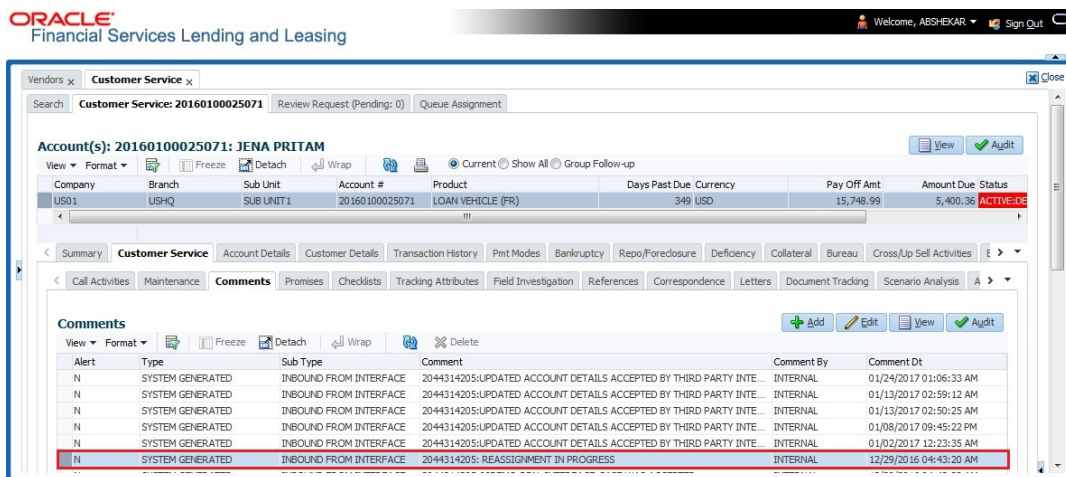 ORACLE
Financial Services Lending and Leasing
Welcome, ABSHEKAR Sign Out
Vendors x Customer Service x Close
Search Customer Service: 20160100025071 Review Request (Pending: 0) Queue Assignment
Account(s): 20160100025071: JENA PRITAM View Audit
View Format Freeze Detach Wrap Current Show All Group Follow-up
Company Branch Sub Unit Account # Product Days Past Due Currency Pay Off Amt Amount Due Status
US01 USHQ SUB UNIT1 20160100025071 LOAN VEHICLE (FR) 349 USD 15,748.99 5,400.36 ACTIVE:DE
Summary Customer Service Account Details Customer Details Transaction History Pmt Modes Bankruptcy Repo/Foreclosure Deficiency Collateral Bureau Cross/Up Sell Activities
Call Activities Maintenance Comments Promises Checklists Tracking Attributes Field Investigation References Correspondence Letters Document Tracking Scenario Analysis A
Comments Add Edit View Audit
View Format Freeze Detach Wrap Delete
Alert Type Sub Type Comment Comment By Comment Dt
N SYSTEM GENERATED INBOUND FROM INTERFACE 2044314205:UPDATED ACCOUNT DETAILS ACCEPTED BY THIRD PARTY INTE... INTERNAL 01/24/2017 01:06:33 AM
N SYSTEM GENERATED INBOUND FROM INTERFACE 2044314205:UPDATED ACCOUNT DETAILS ACCEPTED BY THIRD PARTY INTE... INTERNAL 01/13/2017 02:59:12 AM
N SYSTEM GENERATED INBOUND FROM INTERFACE 2044314205:UPDATED ACCOUNT DETAILS ACCEPTED BY THIRD PARTY INTE... INTERNAL 01/13/2017 02:50:25 AM
N SYSTEM GENERATED INBOUND FROM INTERFACE 2044314205:UPDATED ACCOUNT DETAILS ACCEPTED BY THIRD PARTY INTE... INTERNAL 01/08/2017 09:45:22 PM
N SYSTEM GENERATED INBOUND FROM INTERFACE 2044314205:UPDATED ACCOUNT DETAILS ACCEPTED BY THIRD PARTY INTE... INTERNAL 01/02/2017 12:23:35 AM
N SYSTEM GENERATED INBOUND FROM INTERFACE 2044314205: REASSIGNMENT IN PROGRESS INTERNAL 12/29/2016 04:43:20 AM